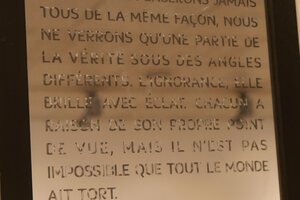 PENSERONS JAMAIS
TOUS DE LA MÊME FAÇON, NOUS
NE VERRONS QU'UNE PARTIE DE
LA VÉRITÉ SOUS DES ANGLES
DIFFÉRENTS. L'IGNORANCE, ELLE
BRILLE AVEC ÉCLAT. CHACUN A
RAISON DE SON PROPRE POINT
DE VUE, MAIS IL N'EST PAS
IMPOSSIBLE QUE TOUT LE MONDE
AIT TORT.